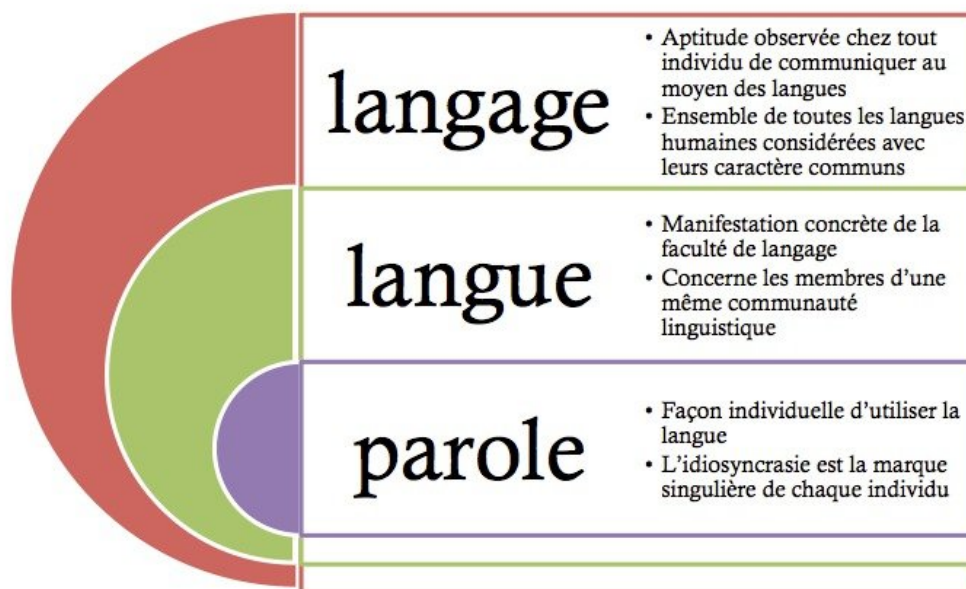 langage
• Aptitude observée chez tout
individu de communiquer au
moyen des langues
• Ensemble de toutes les langues
humaines considérées avec
leurs caractère communs
langue
• Manifestation concrète de la
faculté de langage
• Concerne les membres d'une
même communauté
linguistique
parole
• Façon individuelle d'utiliser la
langue
• L'idiosyncrasie est la marque
singulière de chaque individu